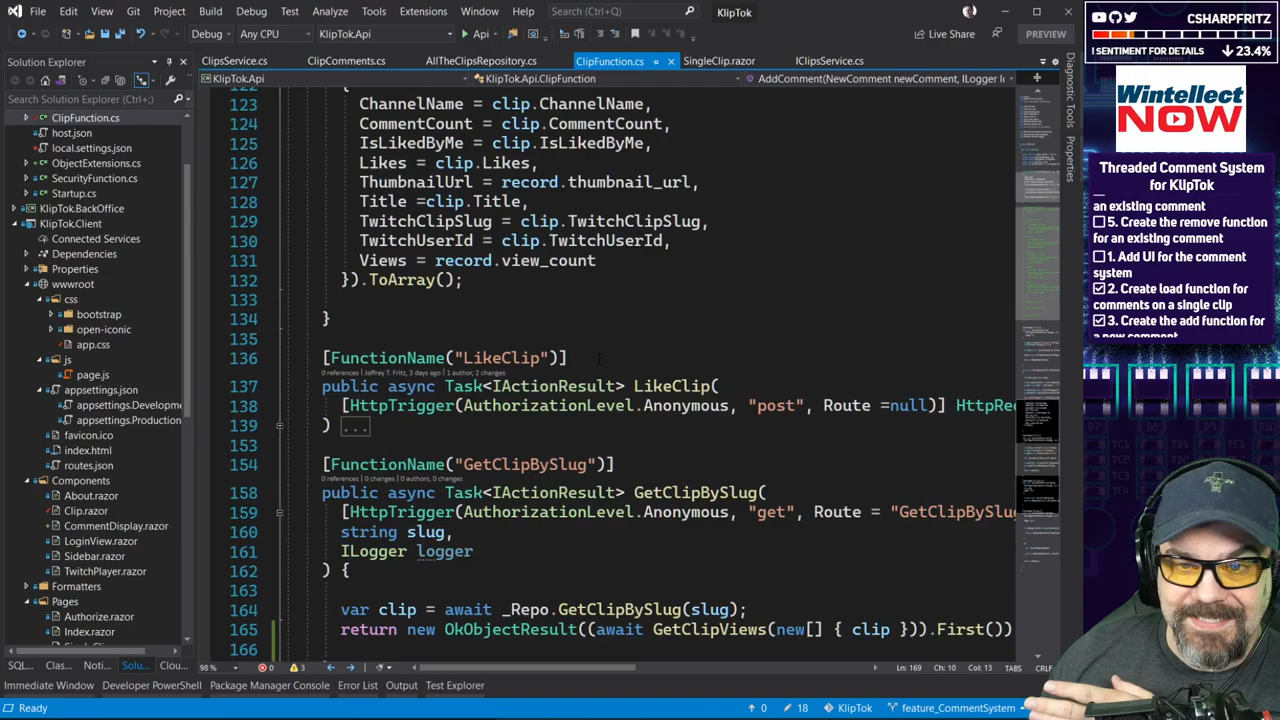 File Edit View Git Project Build Debug Test Analyze Tools Extensions Window Help Search (Ctrl+Q) KlipTok
Debug Any CPU KlipTok.Api Api Live Share PREVIEW
Solution Explorer
Search Solution Explorer (Ctrl+;)
ClipFunction.cs
host.json
local.settings.json
ObjectExtensions.cs
SecurityFunction.cs
Startup.cs
KlipTokBackOffice
KlipTok.Client
Connected Services
Dependencies
Properties
wwwroot
css
bootstrap
open-iconic
app.css
js
page.js
appsettings.json
appsettings.Developm
appsettings.Production
favicon.ico
index.html
routes.json
Components
About.razor
Clip.razor
CommentDisplay.razor
LoginView.razor
Sidebar.razor
TwitchPlayer.razor
Formatters
Pages
Authorize.razor
Index.razor
SQL... Clas... Noti... Solu... Clou...
ClipsService.cs ClipComments.cs AllTheClipsRepository.cs ClipFunction.cs SingleClip.razor IClipsService.cs
KlipTok.Api KlipTok.Api.ClipFunction AddComment(NewComment newComment, ILogger lo
122 {
123 ChannelName = clip.ChannelName,
124 CommentCount = clip.CommentCount,
125 IsLikedByMe = clip.IsLikedByMe,
126 Likes = clip.Likes,
127 ThumbnailUrl = record.thumbnail_url,
128 Title =clip.Title,
129 TwitchClipSlug = clip.TwitchClipSlug,
130 TwitchUserId = clip.TwitchUserId,
131 Views = record.view_count
132 }).ToArray();
133
134
135
136 [FunctionName("LikeClip")]
0 references | Jeffrey T. Fritz, 3 days ago | 1 author, 2 changes
137 public async Task<IActionResult> LikeClip(
138 [HttpTrigger(AuthorizationLevel.Anonymous, "post", Route =null)] HttpRec
139 ...
153
154 [FunctionName("GetClipBySlug")]
0 references | 0 changes | 0 authors, 0 changes
158 public async Task<IActionResult> GetClipBySlug(
159 [HttpTrigger(AuthorizationLevel.Anonymous, "get", Route = "GetClipBySlug
160 string slug,
161 ILogger logger
162 ) {
163
164 var clip = await _Repo.GetClipBySlug(slug);
165 return new OkObjectResult((await GetClipViews(new[] { clip })).First())
166
98 % 0 3 Ln: 169 Ch: 10 Col: 13 TABS CRLF
Diagnostic Tools
Properties
Immediate Window Developer PowerShell Package Manager Console Error List Output Test Explorer
Ready 0 18 KlipTok feature_CommentSystem
CSHARPFRITZ
! SENTIMENT FOR DETAILS 23.4%
Wintellect
NOW
Threaded Comment System
for KlipTok
an existing comment
5. Create the remove function
for an existing comment
1. Add UI for the comment
system
2. Create load function for
comments on a single clip
3. Create the add function for
a new comment